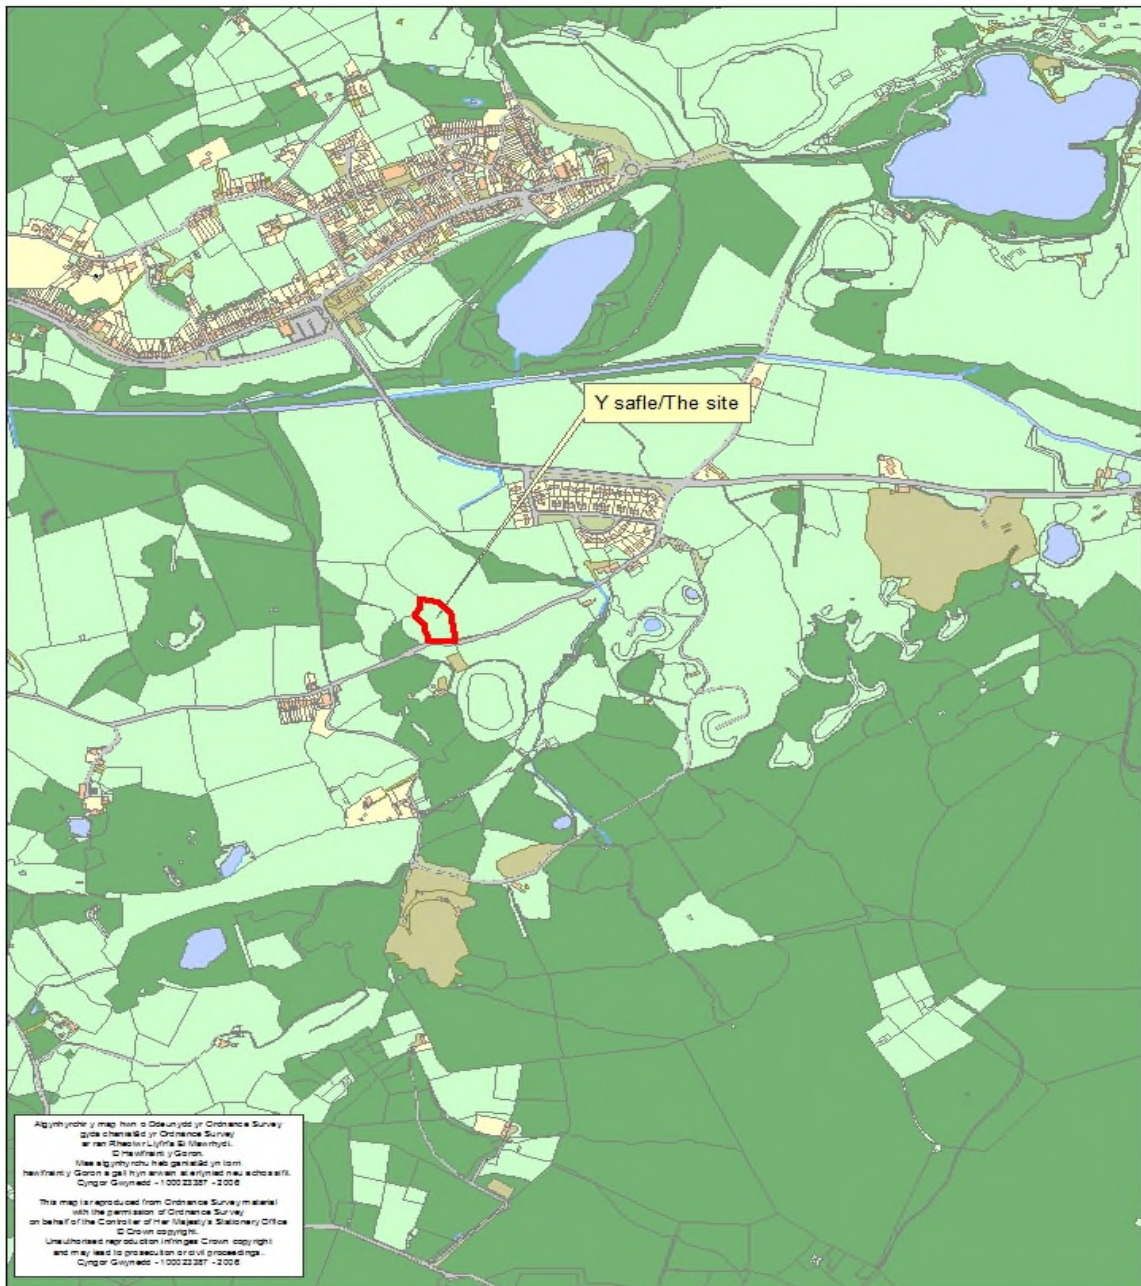 Y safle/The site
Atgynhyrchir y map hwn o Ddeunydd yr Ordnance Survey
gyda chaniatâd yr Ordnance Survey
ar ran Rheolwr Llyfrfa Ei Mawrhydi.
© Hawlfraint y Goron.
Mae atgynhyrchu heb ganiatâd yn torri
hawlfraint y Goron a gall hyn arwain at erlyniad neu achos sifil.
Cyngor Gwynedd - 100023387 - 2006
This map is reproduced from Ordnance Survey material
with the permission of Ordnance Survey
on behalf of the Controller of Her Majesty's Stationery Office
© Crown copyright.
Unauthorised reproduction infringes Crown copyright
and may lead to prosecution or civil proceedings.
Cyngor Gwynedd - 100023387 - 2006